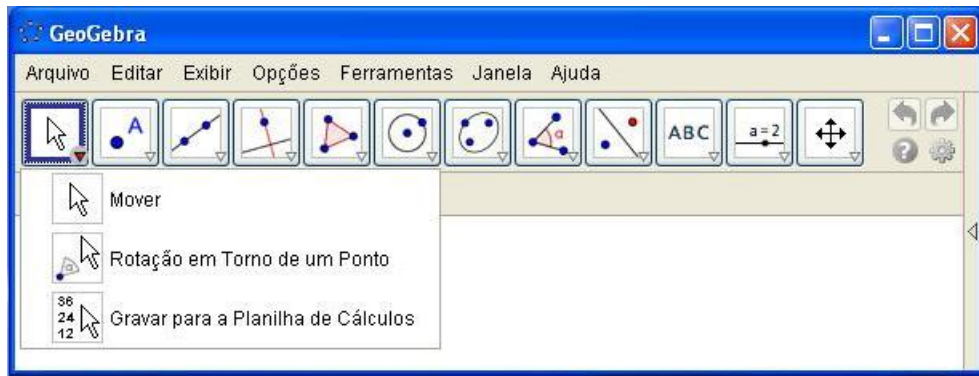 GeoGebra
Arquivo Editar Exibir Opções Ferramentas Janela Ajuda
A α ABC a=2
Mover
α Rotação em Torno de um Ponto
36
24
12
Gravar para a Planilha de Cálculos